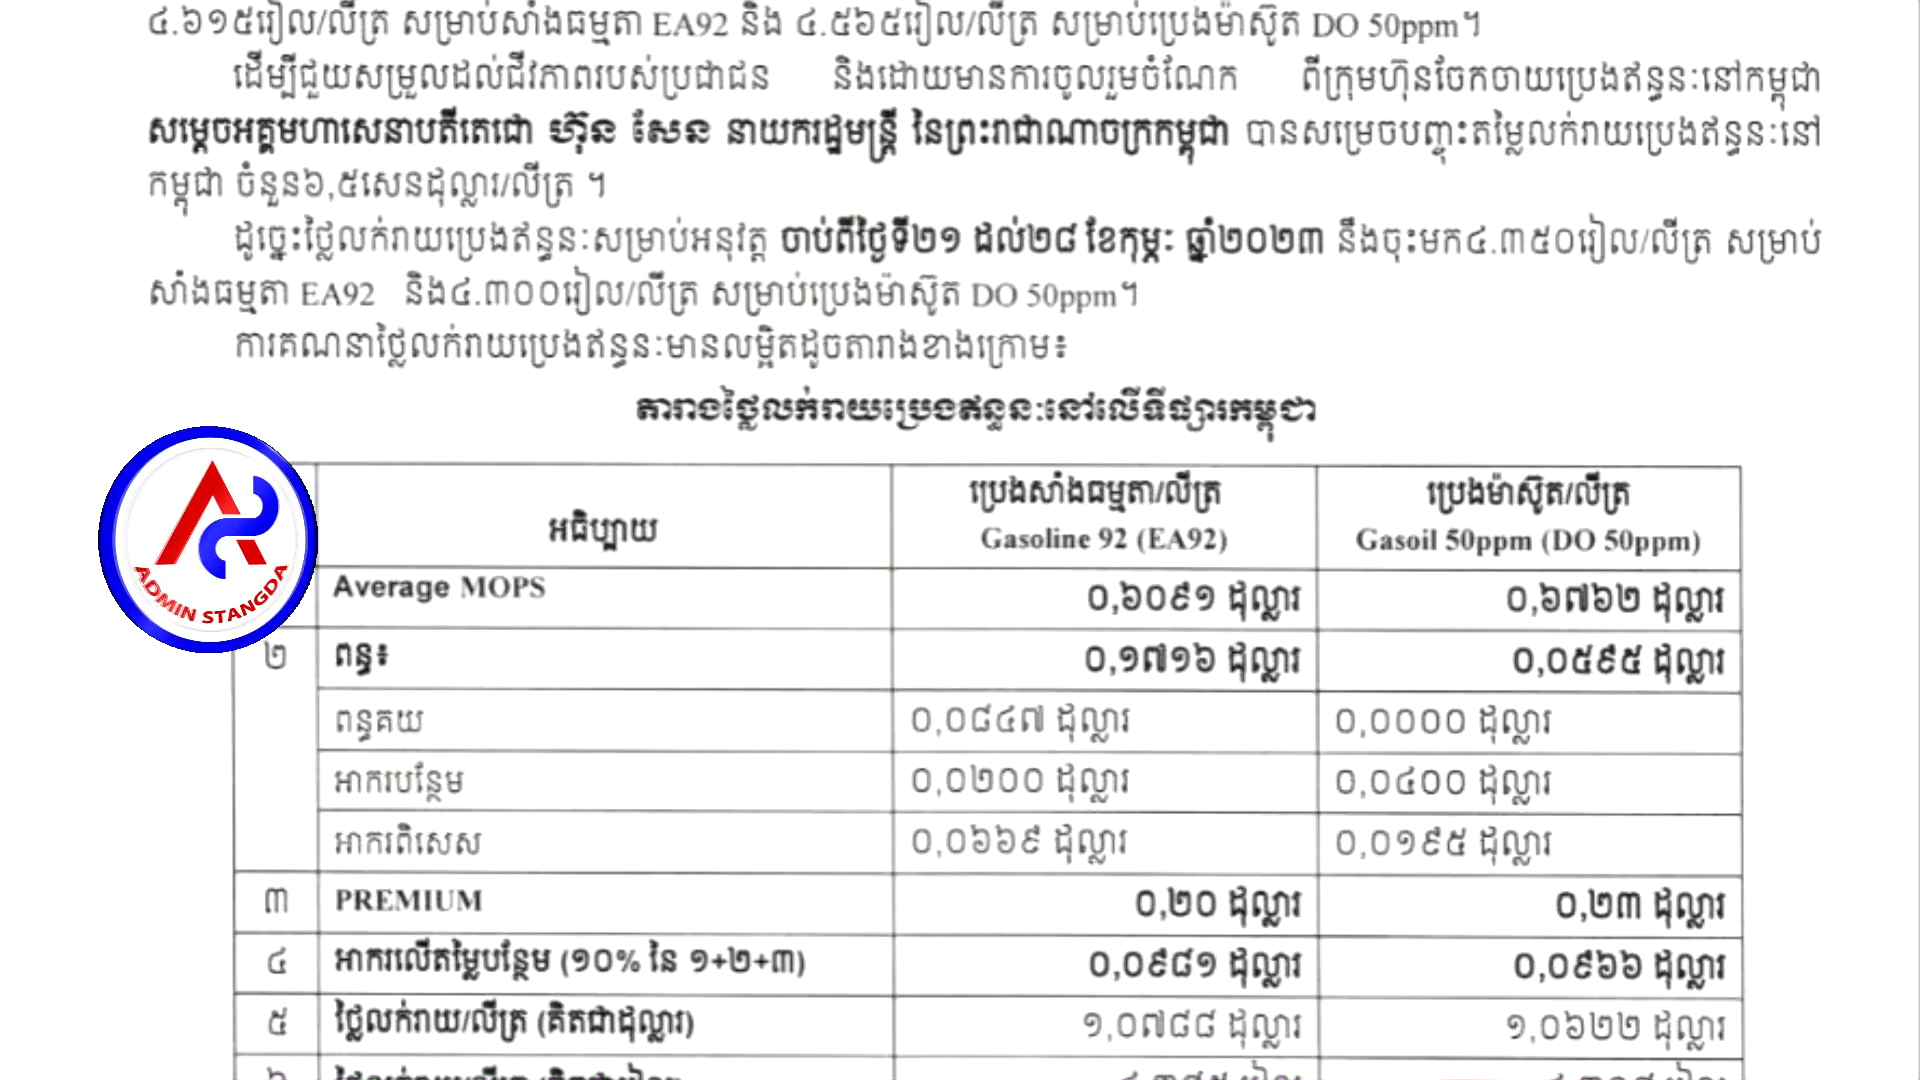 ៤.៦១៥រៀល/លីត្រ សម្រាប់សាំងធម្មតា EA92 និង ៤.៥៦៥រៀល/លីត្រ សម្រាប់ប្រេងម៉ាស៊ូត DO 50ppm។
ដើម្បីជួយសម្រួលដល់ជីវភាពរបស់ប្រជាជន និងដោយមានការចូលរួមចំណែក ពីក្រុមហ៊ុនចែកចាយប្រេងឥន្ធនៈនៅកម្ពុជា
សម្តេចអគ្គមហាសេនាបតីតេជោ ហ៊ុន សែន នាយករដ្ឋមន្ត្រី នៃព្រះរាជាណាចក្រកម្ពុជា បានសម្រេចបញ្ចុះតម្លៃលក់រាយប្រេងឥន្ធនៈនៅ
កម្ពុជា ចំនួន៦,៥សេនដុល្លារ/លីត្រ ។
ដូច្នេះថ្លៃលក់រាយប្រេងឥន្ធនៈសម្រាប់អនុវត្ត ចាប់ពីថ្ងៃទី២១ ដល់២៨ ខែកុម្ភៈ ឆ្នាំ២០២៣ នឹងចុះមក៤.៣៥០រៀល/លីត្រ សម្រាប់
សាំងធម្មតា EA92 និង៤.៣០០រៀល/លីត្រ សម្រាប់ប្រេងម៉ាស៊ូត DO 50ppm។
ការគណនាថ្លៃលក់រាយប្រេងឥន្ធនៈមានលម្អិតដូចតារាងខាងក្រោម៖
តារាងថ្លៃលក់រាយប្រេងឥន្ធនៈនៅលើទីផ្សារកម្ពុជា
អធិប្បាយ ប្រេងសាំងធម្មតា/លីត្រ ប្រេងម៉ាស៊ូត/លីត្រ
Gasoline 92 (EA92) Gasoil 50ppm (DO 50ppm)
ADMIN STANGDA
Average MOPS ០,៦០៩១ ដុល្លារ ០,៦៧៦២ ដុល្លារ
២ ពន្ធ៖ ០,១៧១៦ ដុល្លារ ០,០៥៩៥ ដុល្លារ
ពន្ធគយ ០,០៨៤៧ ដុល្លារ ០,០០០០ ដុល្លារ
អាករបន្ថែម ០,០២០០ ដុល្លារ ០,០៤០០ ដុល្លារ
អាករពិសេស ០,០៦៦៩ ដុល្លារ ០,០១៩៥ ដុល្លារ
៣ PREMIUM ០,២០ ដុល្លារ ០,២៣ ដុល្លារ
៤ អាករលើតម្លៃបន្ថែម (១០% នៃ ១+២+៣) ០,០៩៨១ ដុល្លារ ០,០៩៦៦ ដុល្លារ
៥ ថ្លៃលក់រាយ/លីត្រ (គិតជាដុល្លារ) ១,០៧៨៨ ដុល្លារ ១,០៦២២ ដុល្លារ